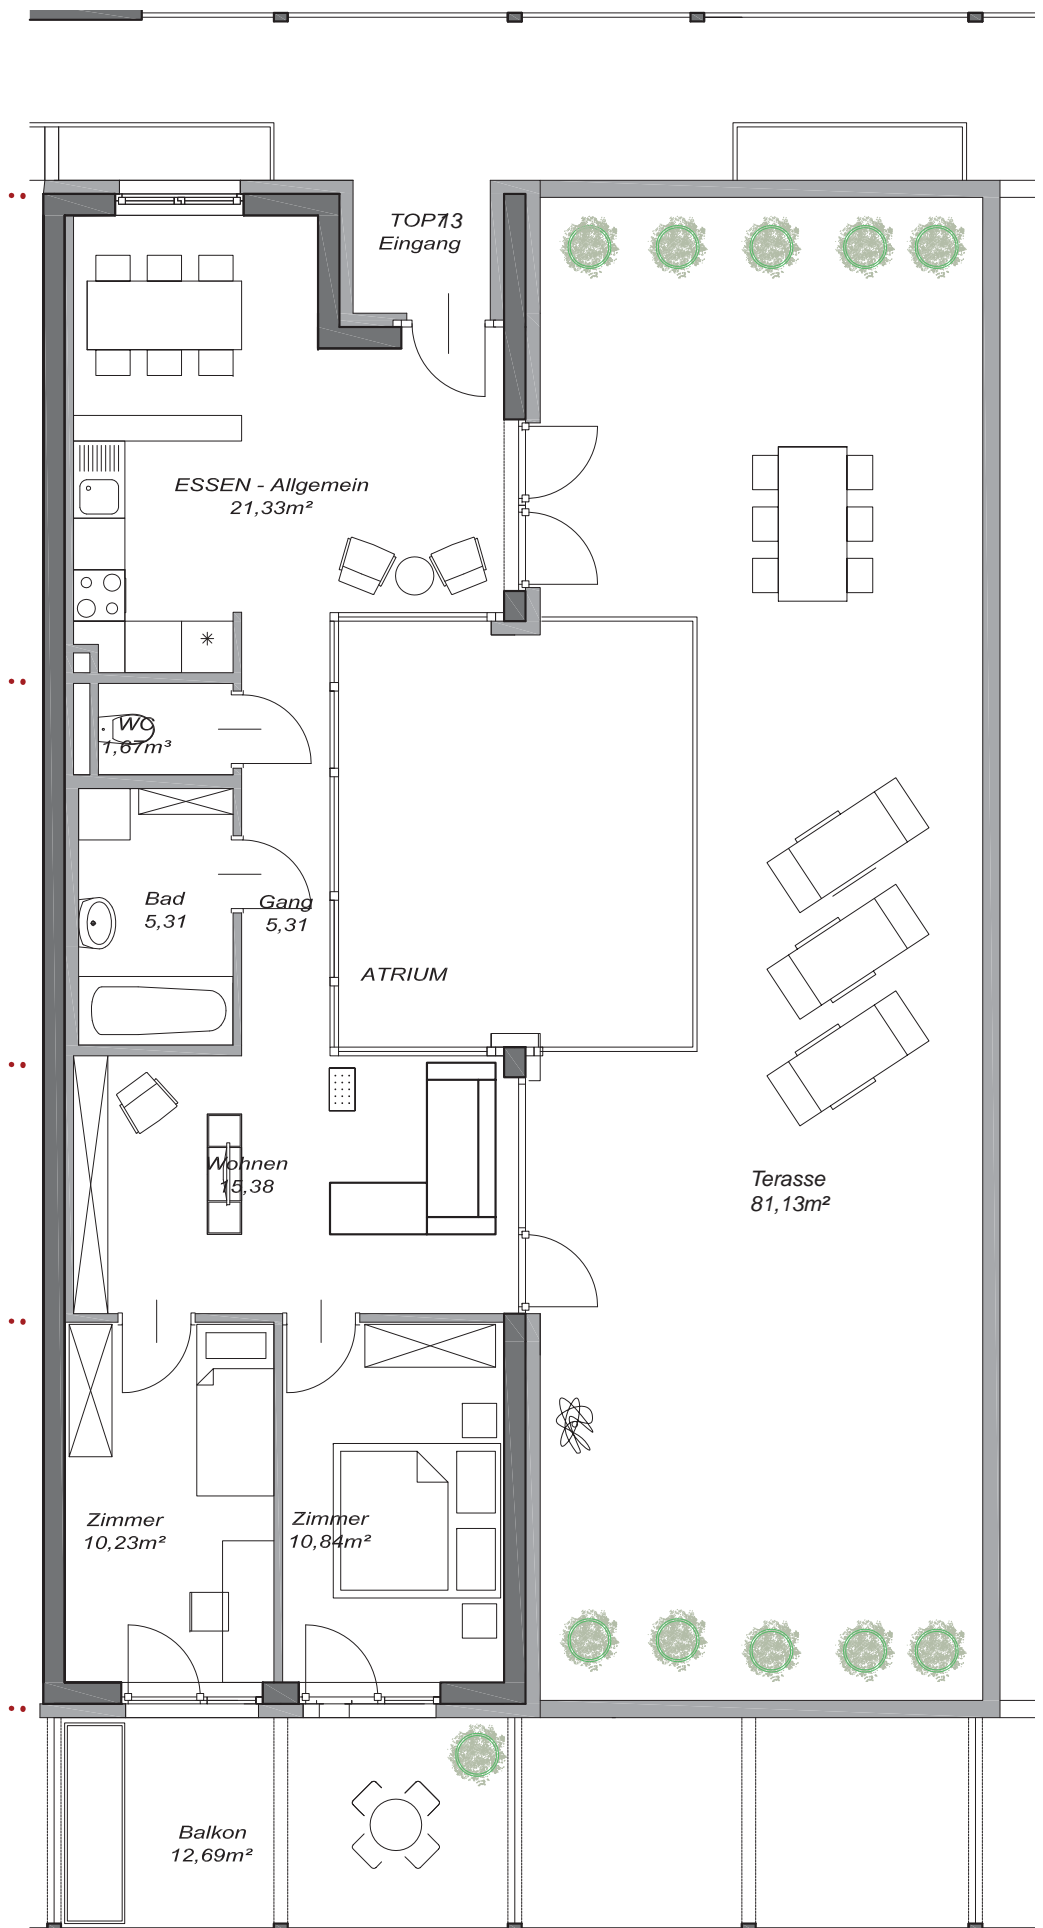 TOP 13
Eingang
ESSEN - Allgemein
21,33m²
WC
1,67m³
Bad
5,31
Gang
5,31
ATRIUM
Wohnen
15,38
Terasse
81,13m²
Zimmer
10,23m²
Zimmer
10,84m²
Balkon
12,69m²